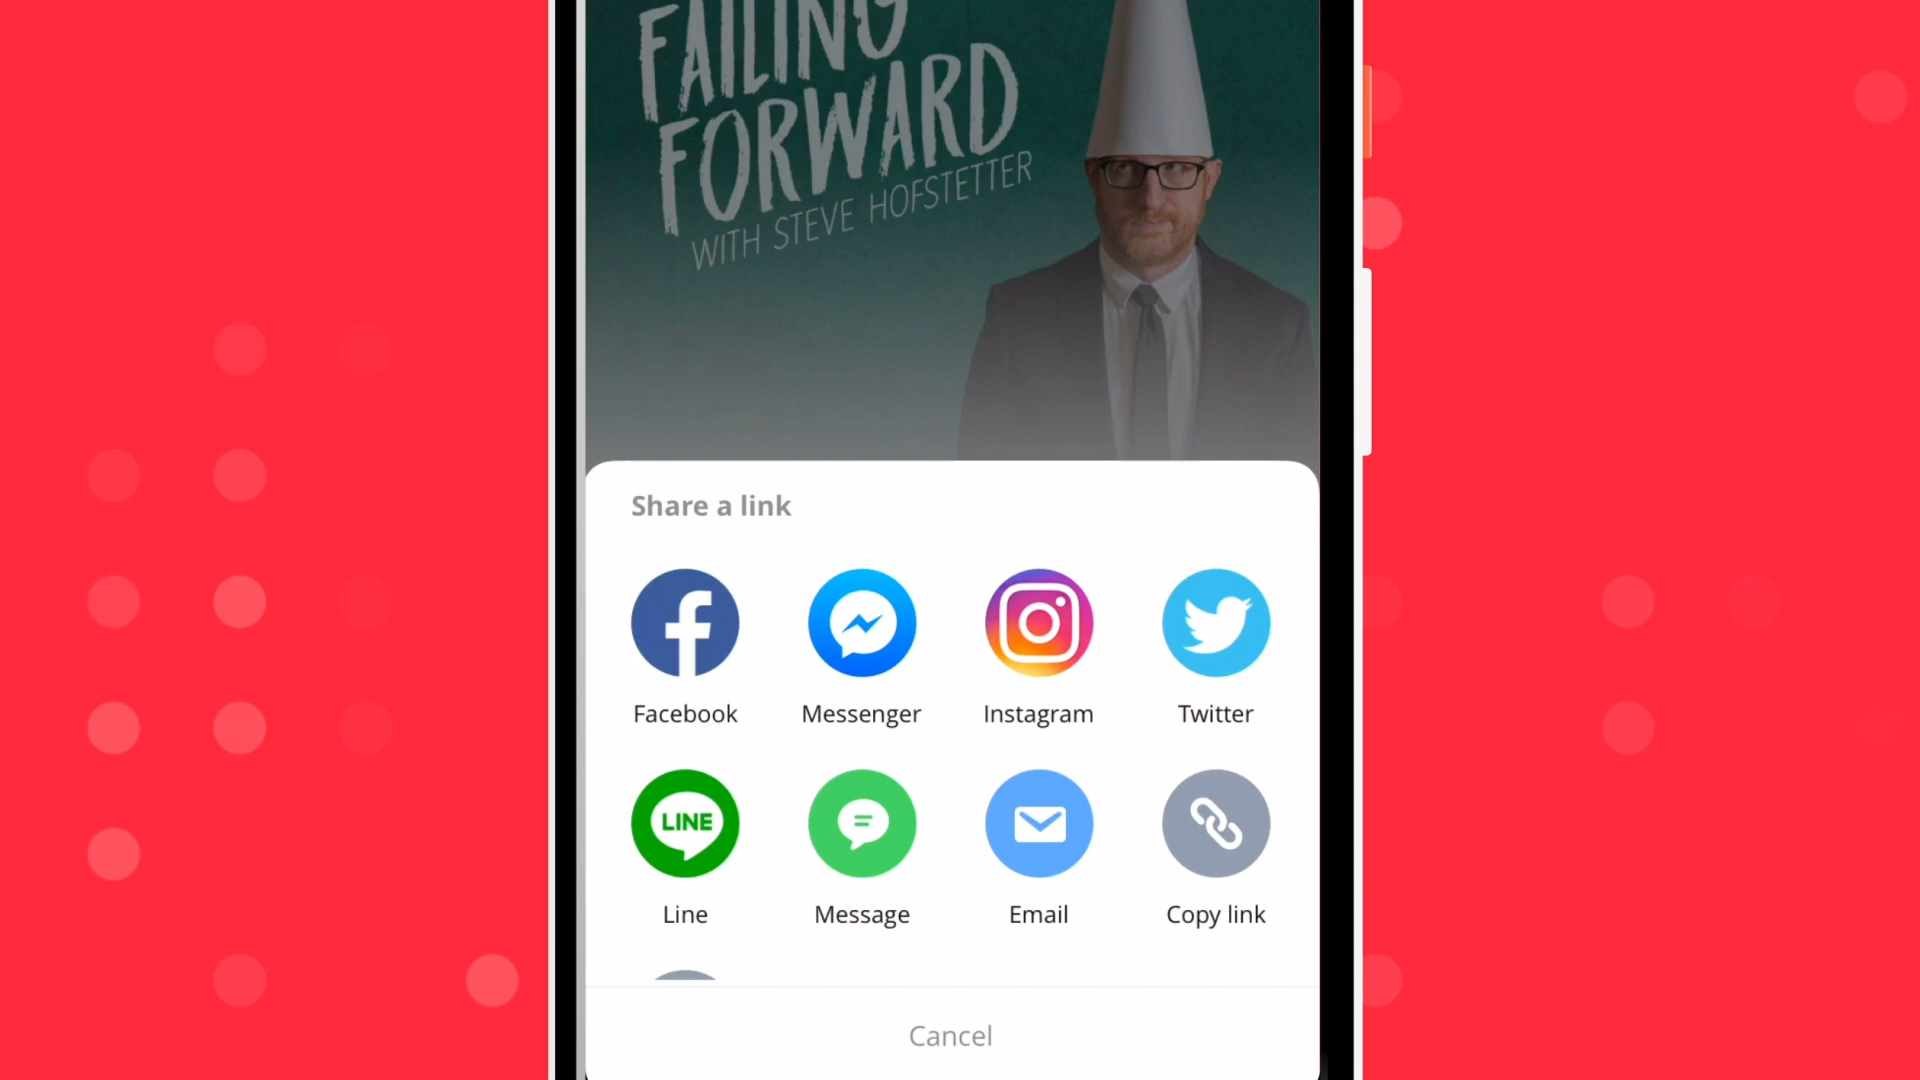 FAILING
FORWARD
WITH STEVE HOFSTETTER
Share a link
Facebook
Messenger
Instagram
Twitter
LINE
Line
Message
Email
Copy link
Cancel